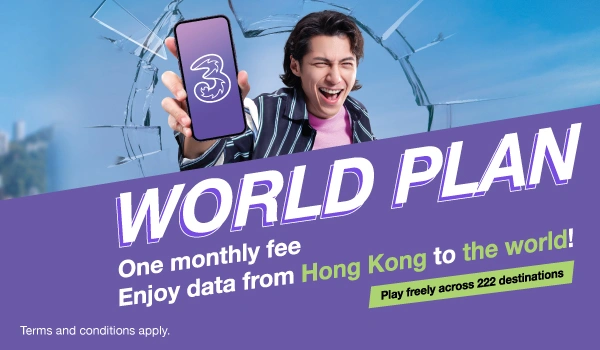 3
WORLD PLAN
One monthly fee
Enjoy data from Hong Kong to the world!
Play freely across 222 destinations
Terms and conditions apply.